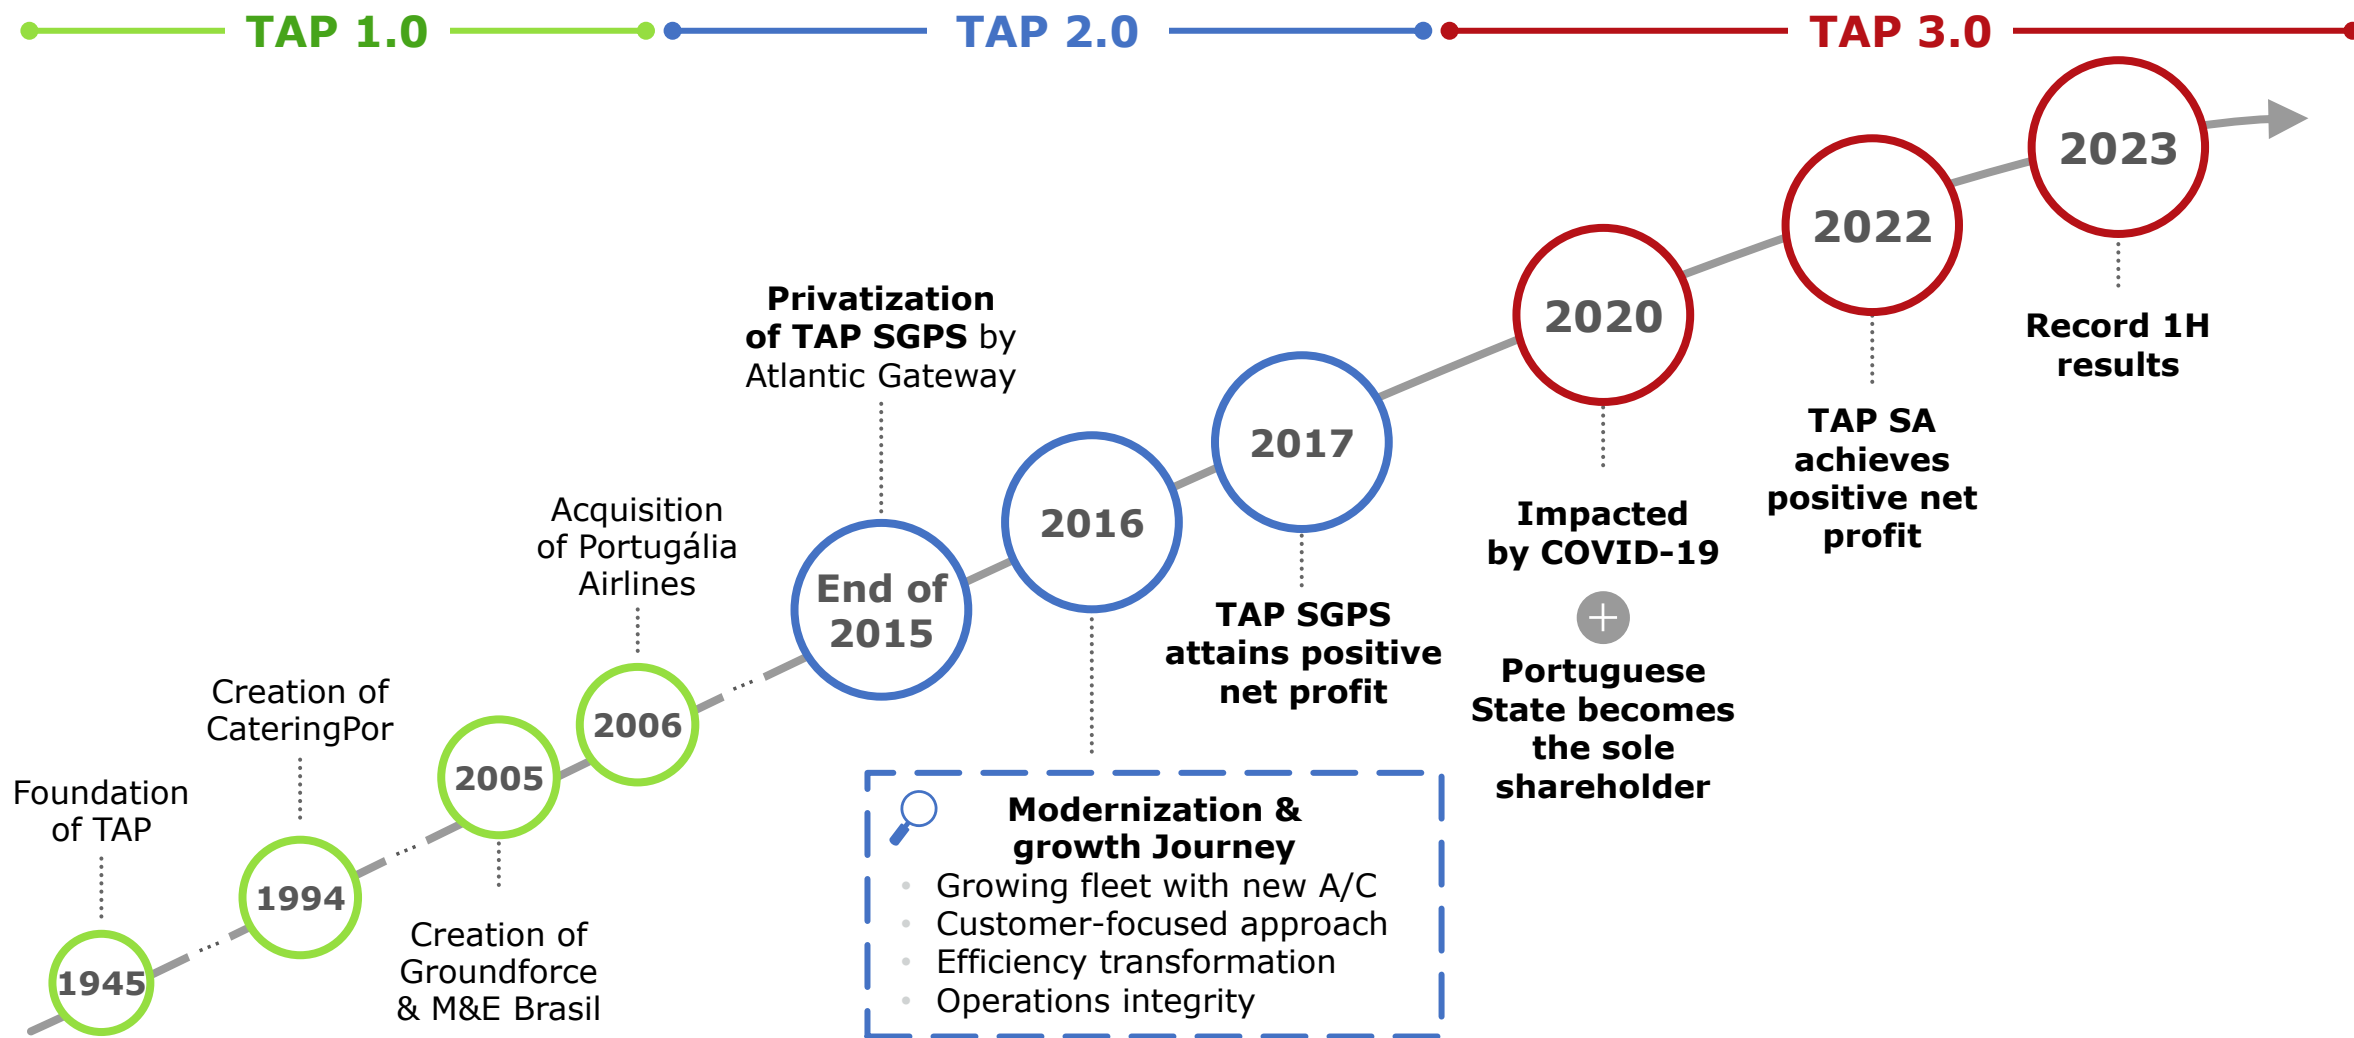 TAP 1.0
TAP 2.0
TAP 3.0
1945
Foundation
of TAP
1994
Creation of
CateringPor
2005
Creation of
Groundforce
& M&E Brasil
2006
Acquisition
of Portugália
Airlines
End of
2015
Privatization
of TAP SGPS by
Atlantic Gateway
2016
Modernization &
growth Journey
• Growing fleet with new A/C
• Customer-focused approach
• Efficiency transformation
• Operations integrity
2017
TAP SGPS
attains positive
net profit
2020
Impacted
by COVID-19
+
Portuguese
State becomes
the sole
shareholder
2022
TAP SA
achieves
positive net
profit
2023
Record 1H
results